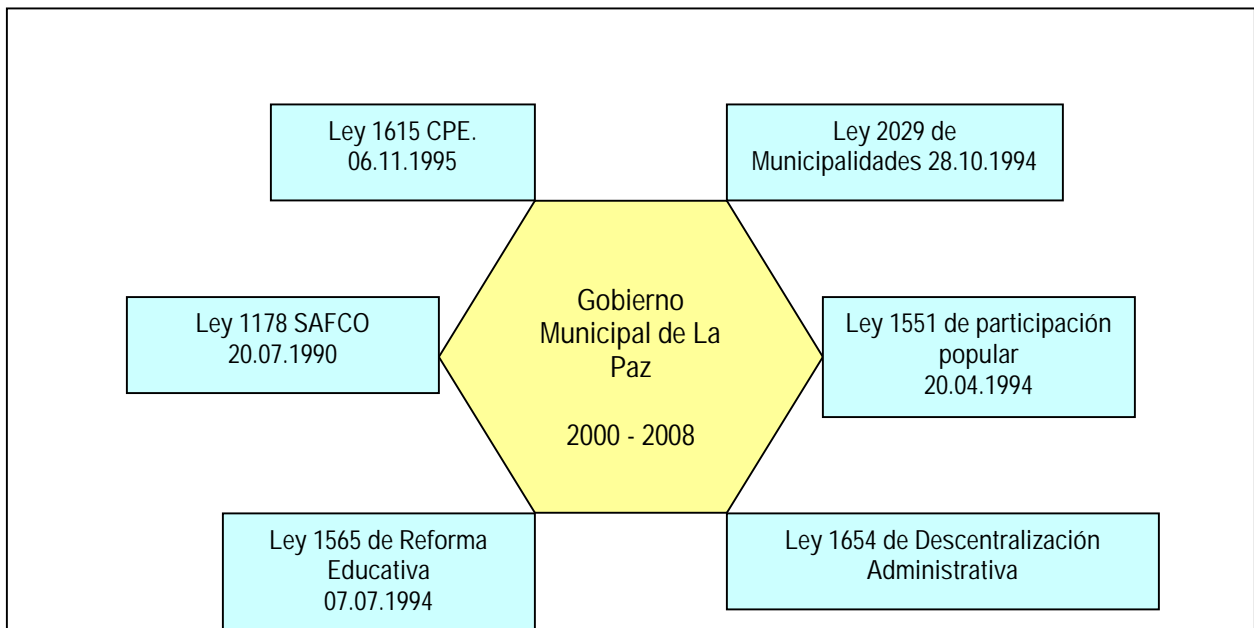 Ley 1615 CPE.
06.11.1995
Ley 2029 de
Municipalidades 28.10.1994
Ley 1178 SAFCO
20.07.1990
Gobierno
Municipal de La
Paz
2000 - 2008
Ley 1551 de participación
popular
20.04.1994
Ley 1565 de Reforma
Educativa
07.07.1994
Ley 1654 de Descentralización
Administrativa